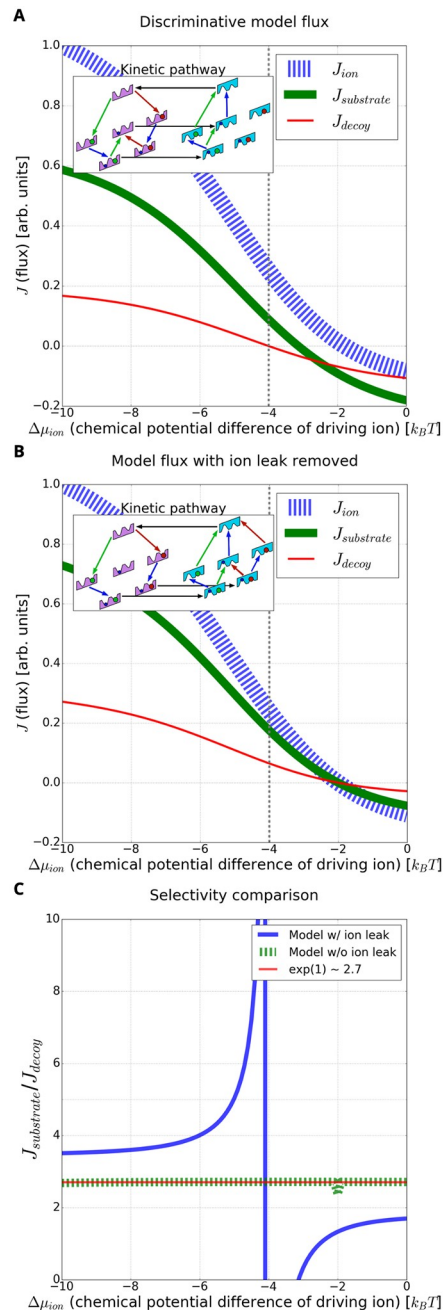 A
Discriminative model flux
1.0
0.8
0.6
0.4
0.2
0.0
−0.2
J (flux) [arb. units]
Kinetic pathway
J_ion
J_substrate
J_decoy
−10
−8
−6
−4
−2
0
Δμ_ion (chemical potential difference of driving ion) [k_BT]
B
Model flux with ion leak removed
1.0
0.8
0.6
0.4
0.2
0.0
−0.2
J (flux) [arb. units]
Kinetic pathway
J_ion
J_substrate
J_decoy
−10
−8
−6
−4
−2
0
Δμ_ion (chemical potential difference of driving ion) [k_BT]
C
Selectivity comparison
10
8
6
4
2
0
J_substrate/J_decoy
Model w/ ion leak
Model w/o ion leak
exp(1) ~ 2.7
−10
−8
−6
−4
−2
0
Δμ_ion (chemical potential difference of driving ion) [k_BT]